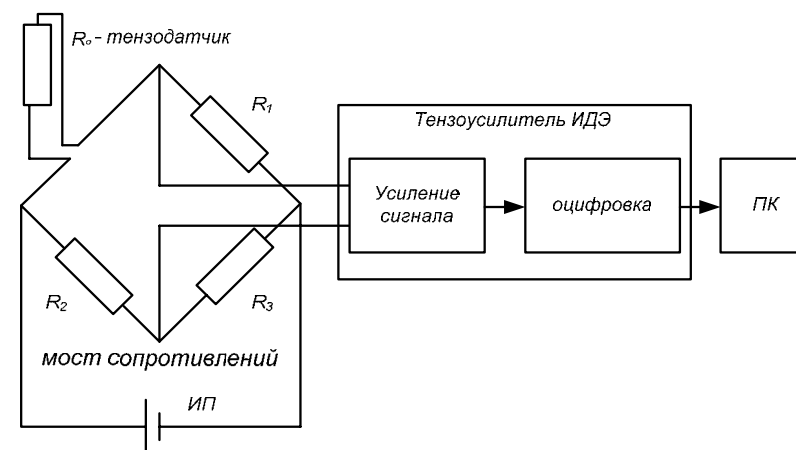 Rₒ - тензодатчик
R₁
Тензоусилитель ИДЭ
Усиление
сигнала
оцифровка
ПК
R₂
R₃
мост сопротивлений
ИП